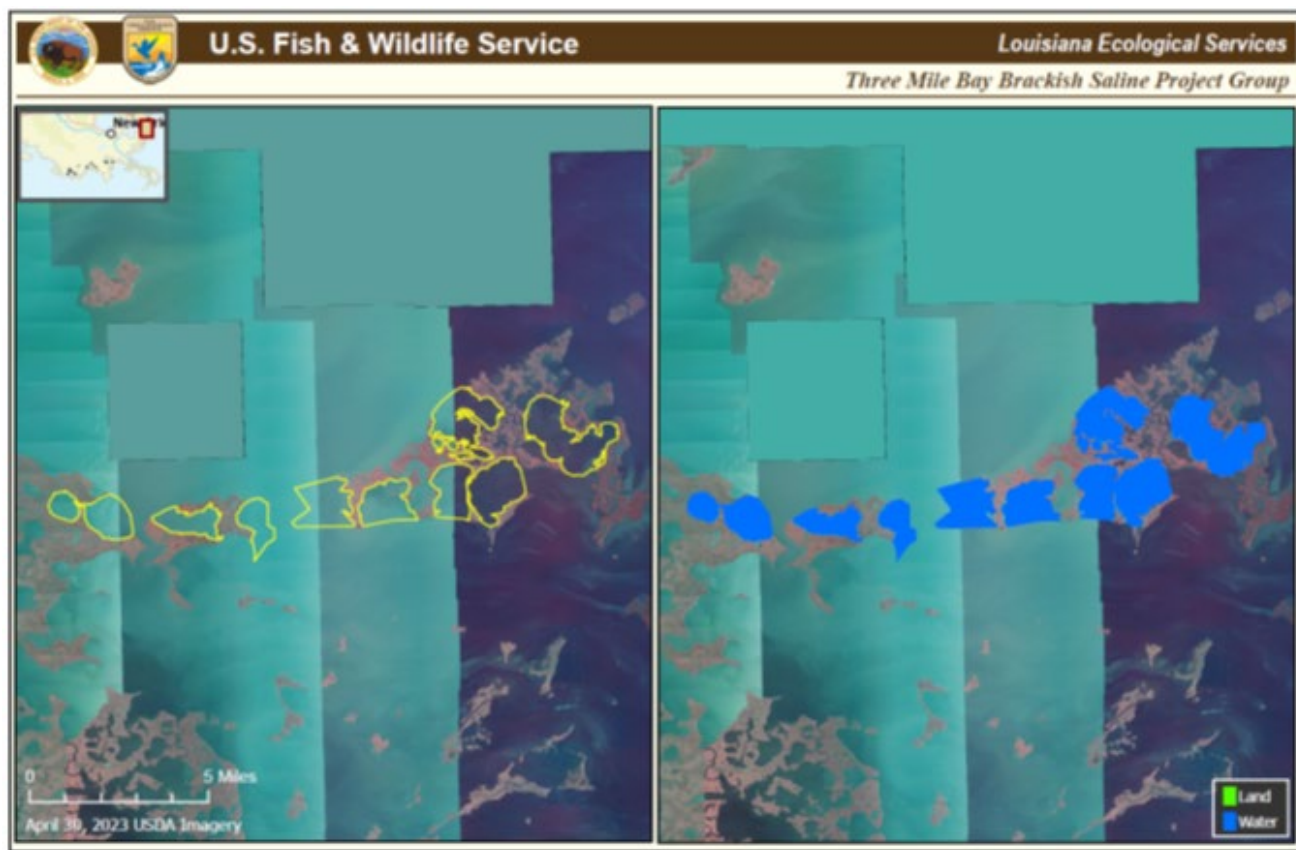 U.S. Fish & Wildlife Service
Louisiana Ecological Services
Three Mile Bay Brackish Saline Project Group
0 5 Miles
April 30, 2023 USDA Imagery
Land
Water